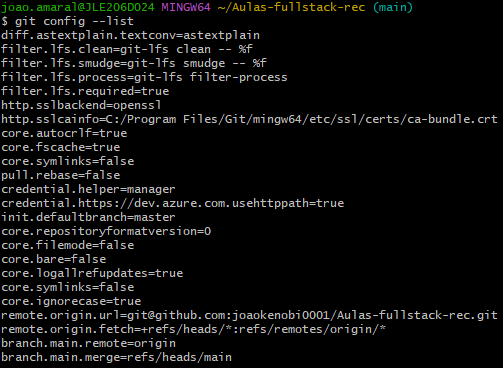 joao.amaral@JLE206D024 MINGW64 ~/Aulas-fullstack-rec (main)
$ git config --list
diff.astextplain.textconv=astextplain
filter.lfs.clean=git-lfs clean -- %f
filter.lfs.smudge=git-lfs smudge -- %f
filter.lfs.process=git-lfs filter-process
filter.lfs.required=true
http.sslbackend=openssl
http.sslcainfo=C:/Program Files/Git/mingw64/etc/ssl/certs/ca-bundle.crt
core.autocrlf=true
core.fscache=true
core.symlinks=false
pull.rebase=false
credential.helper=manager
credential.https://dev.azure.com.usehttppath=true
init.defaultbranch=master
core.repositoryformatversion=0
core.filemode=false
core.bare=false
core.logallrefupdates=true
core.symlinks=false
core.ignorecase=true
remote.origin.url=git@github.com:joaokenobi0001/Aulas-fullstack-rec.git
remote.origin.fetch=+refs/heads/*:refs/remotes/origin/*
branch.main.remote=origin
branch.main.merge=refs/heads/main